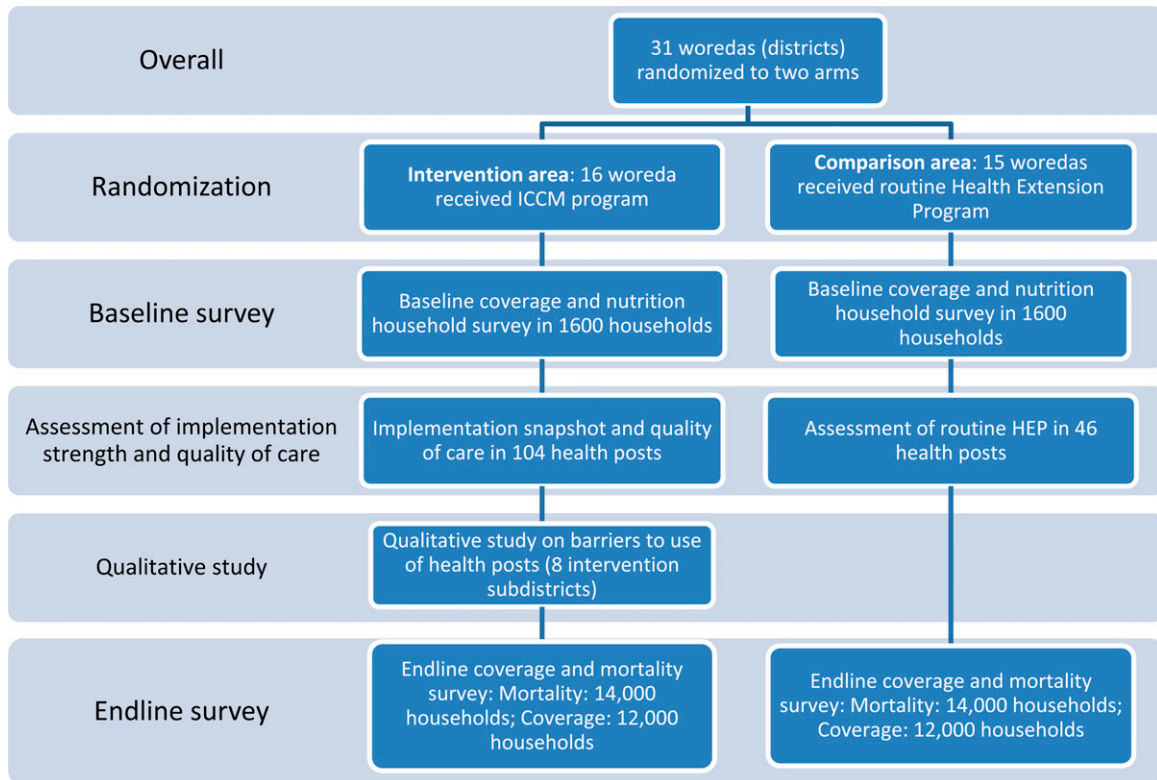 Overall
31 woredas (districts)
randomized to two arms
Randomization
Intervention area: 16 woreda
received ICCM program
Comparison area: 15 woredas
received routine Health Extension
Program
Baseline survey
Baseline coverage and nutrition
household survey in 1600 households
Baseline coverage and nutrition
household survey in 1600
households
Assessment of implementation
strength and quality of care
Implementation snapshot and quality
of care in 104 health posts
Assessment of routine HEP in 46
health posts
Qualitative study
Qualitative study on barriers to use
of health posts (8 intervention
subdistricts)
Endline survey
Endline coverage and mortality
survey: Mortality: 14,000
households; Coverage: 12,000
households
Endline coverage and mortality
survey: Mortality: 14,000 households;
Coverage: 12,000 households